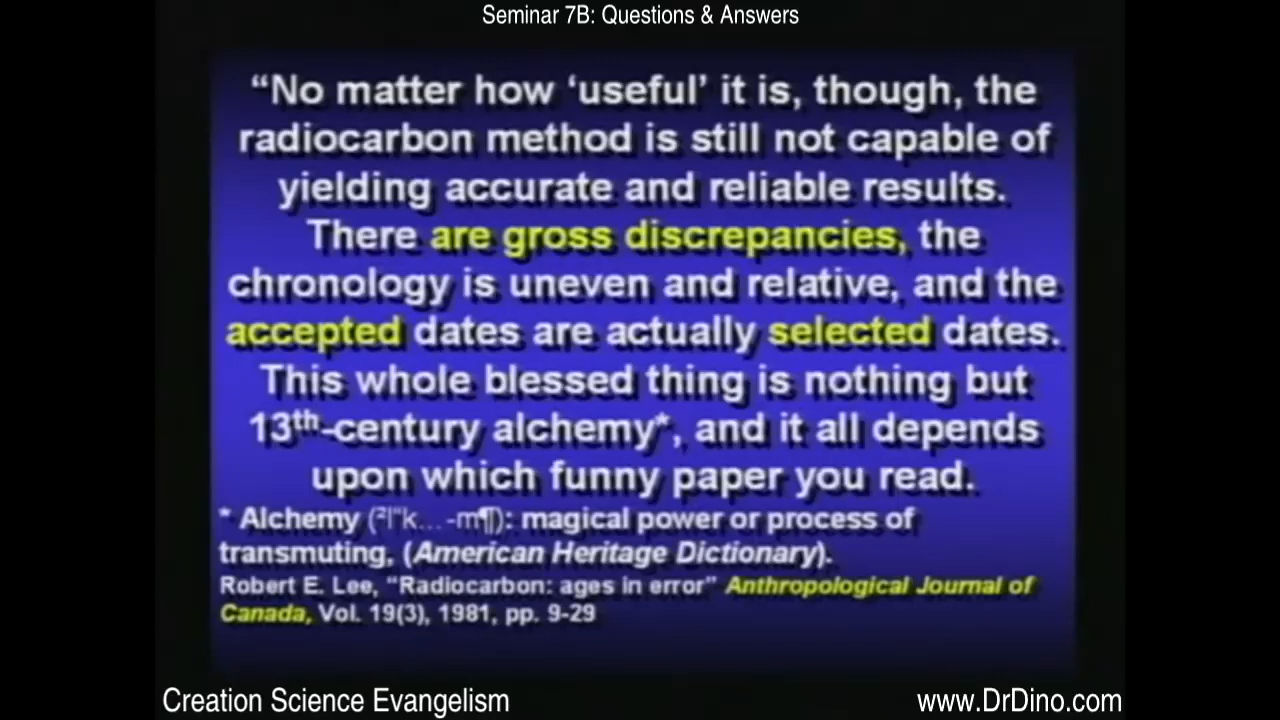 Seminar 7B: Questions & Answers
“No matter how ‘useful’ it is, though, the
radiocarbon method is still not capable of
yielding accurate and reliable results.
There are gross discrepancies, the
chronology is uneven and relative, and the
accepted dates are actually selected dates.
This whole blessed thing is nothing but
13th-century alchemy*, and it all depends
upon which funny paper you read.
* Alchemy (²l"k…-m¶): magical power or process of
transmuting, (American Heritage Dictionary).
Robert E. Lee, “Radiocarbon: ages in error” Anthropological Journal of
Canada, Vol. 19(3), 1981, pp. 9-29
Creation Science Evangelism
www.DrDino.com